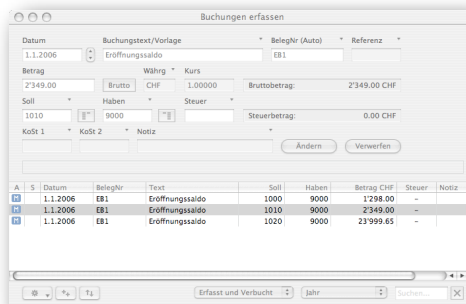 Buchungen erfassen
Datum Buchungstext/Vorlage BelegNr (Auto) Referenz
1.1.2006 Eröffnungssaldo EB1
Betrag Währg Kurs
2'349.00 Brutto CHF 1.00000 Bruttobetrag: 2'349.00 CHF
Soll Haben Steuer
1010 9000 Steuerbetrag: 0.00 CHF
KoSt 1 KoSt 2 Notiz
Ändern Verwerfen
A S Datum BelegNr Text Soll Haben Betrag CHF Steuer Notiz
M 1.1.2006 EB1 Eröffnungssaldo 1000 9000 1'298.00 –
M 1.1.2006 EB1 Eröffnungssaldo 1010 9000 2'349.00 –
M 1.1.2006 EB1 Eröffnungssaldo 1020 9000 23'999.65 –
Erfasst und Verbucht Jahr Suchen...